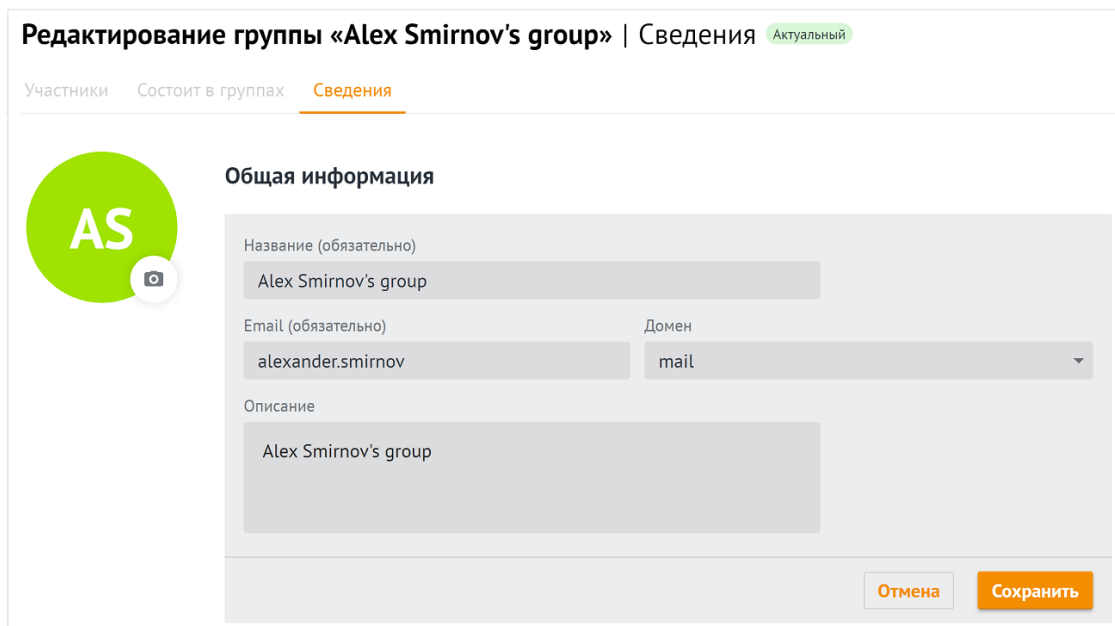 Редактирование группы «Alex Smirnov's group» | Сведения Актуальный
Участники Состоит в группах Сведения
AS
Общая информация
Название (обязательно)
Alex Smirnov's group
Email (обязательно) Домен
alexander.smirnov mail
Описание
Alex Smirnov's group
Отмена Сохранить